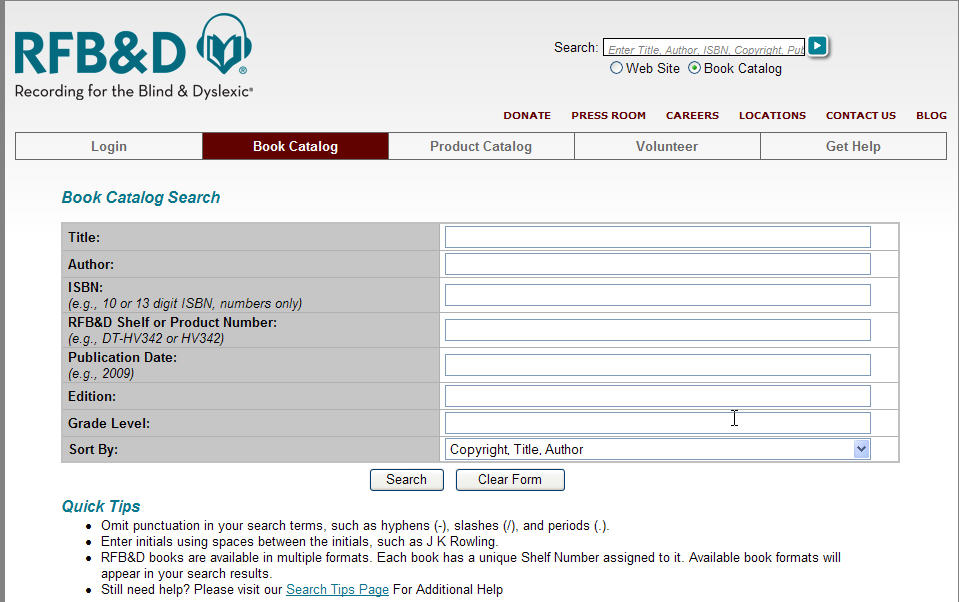 RFB&D®
Recording for the Blind & Dyslexic®
Search: Enter Title, Author, ISBN, Copyright, Pub
Web Site Book Catalog
DONATE PRESS ROOM CAREERS LOCATIONS CONTACT US BLOG
Login Book Catalog Product Catalog Volunteer Get Help
Book Catalog Search
Title:
Author:
ISBN:
(e.g., 10 or 13 digit ISBN, numbers only)
RFB&D Shelf or Product Number:
(e.g., DT-HV342 or HV342)
Publication Date:
(e.g., 2009)
Edition:
Grade Level:
Sort By: Copyright, Title, Author
Search Clear Form
Quick Tips
• Omit punctuation in your search terms, such as hyphens (-), slashes (/), and periods (.).
• Enter initials using spaces between the initials, such as J K Rowling.
• RFB&D books are available in multiple formats. Each book has a unique Shelf Number assigned to it. Available book formats will
appear in your search results.
• Still need help? Please visit our Search Tips Page For Additional Help